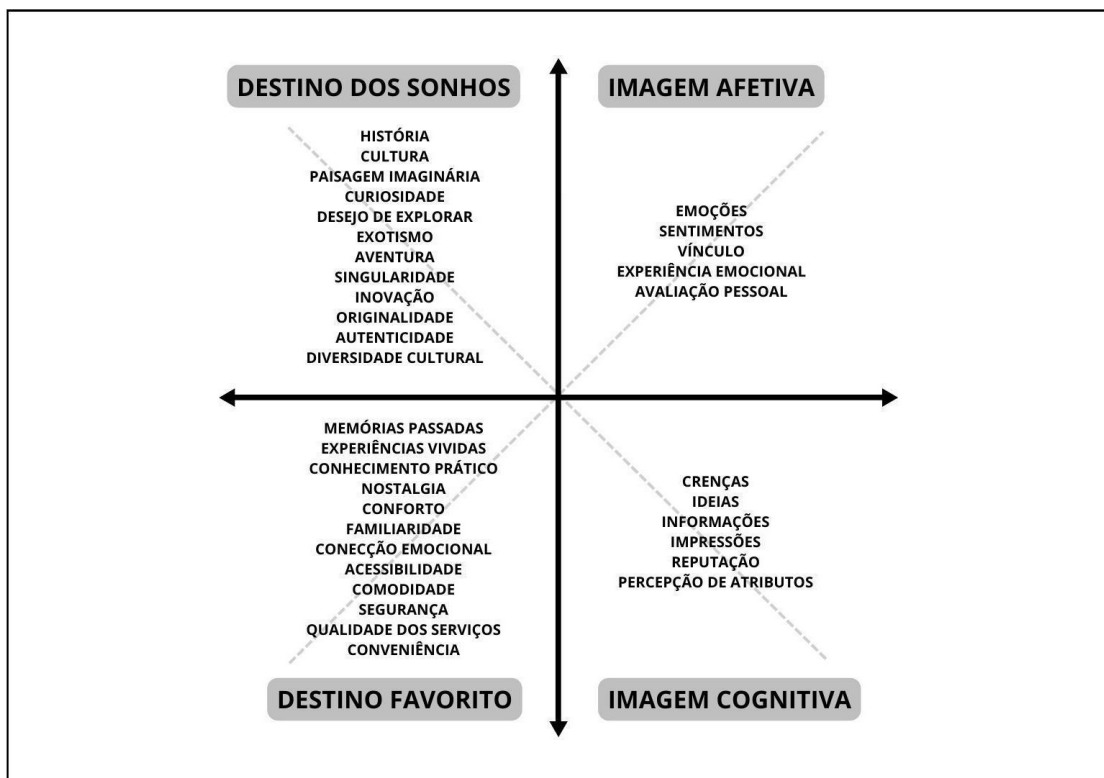 DESTINO DOS SONHOS
HISTÓRIA
CULTURA
PAISAGEM IMAGINÁRIA
CURIOSIDADE
DESEJO DE EXPLORAR
EXOTISMO
AVENTURA
SINGULARIDADE
INOVAÇÃO
ORIGINALIDADE
AUTENTICIDADE
DIVERSIDADE CULTURAL
IMAGEM AFETIVA
EMOÇÕES
SENTIMENTOS
VÍNCULO
EXPERIÊNCIA EMOCIONAL
AVALIAÇÃO PESSOAL
MEMÓRIAS PASSADAS
EXPERIÊNCIAS VIVIDAS
CONHECIMENTO PRÁTICO
NOSTALGIA
CONFORTO
FAMILIARIDADE
CONECÇÃO EMOCIONAL
ACESSIBILIDADE
COMODIDADE
SEGURANÇA
QUALIDADE DOS SERVIÇOS
CONVENIÊNCIA
DESTINO FAVORITO
CRENÇAS
IDEIAS
INFORMAÇÕES
IMPRESSÕES
REPUTAÇÃO
PERCEPÇÃO DE ATRIBUTOS
IMAGEM COGNITIVA